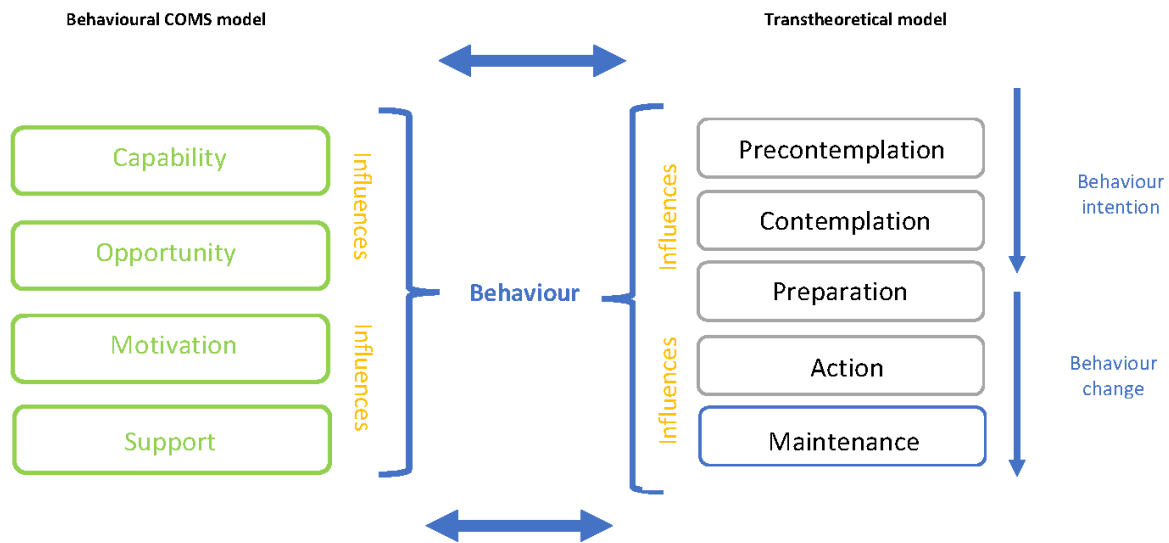 Behavioural COMS model
Transtheoretical model
Capability
Opportunity
Motivation
Support
Influences
Influences
Behaviour
Influences
Influences
Precontemplation
Contemplation
Preparation
Action
Maintenance
Behaviour
intention
Behaviour
change